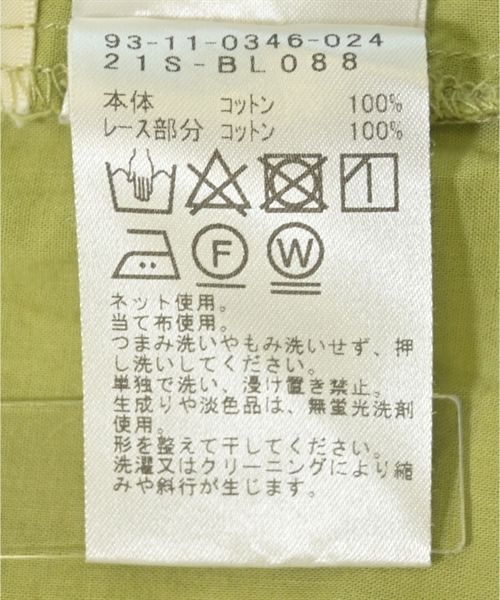 93-11-0346-024
21S-BL088
本体 コットン 100%
レース部分 コットン 100%
F W
ネット使用。
当て布使用。
つまみ洗いやもみ洗いせず、押
し洗いしてください。
単独で洗い、浸け置き禁止。
生成りや淡色品は、無蛍光洗剤
使用。
形を整えて干してください。
洗濯又はクリーニングにより縮
みや斜行が生じます。